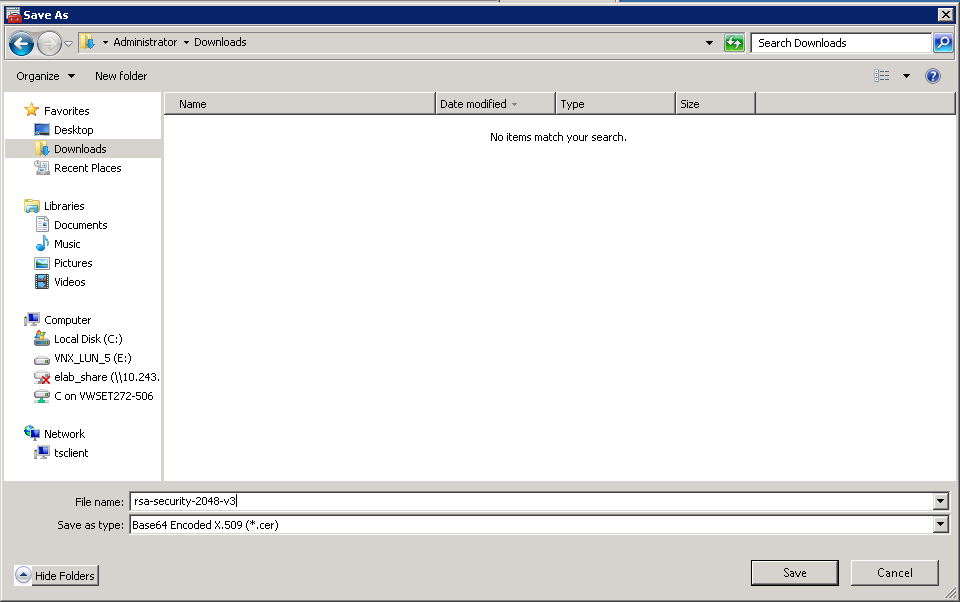 Save As
Administrator Downloads
Search Downloads
Organize New folder
Name Date modified Type Size
No items match your search.
Favorites
Desktop
Downloads
Recent Places
Libraries
Documents
Music
Pictures
Videos
Computer
Local Disk (C:)
VNX_LUN_5 (E:)
elab_share (\\10.243.
C on VWSET272-506
Network
tsclient
File name: rsa-security-2048-v3
Save as type: Base64 Encoded X.509 (*.cer)
Hide Folders
Save
Cancel